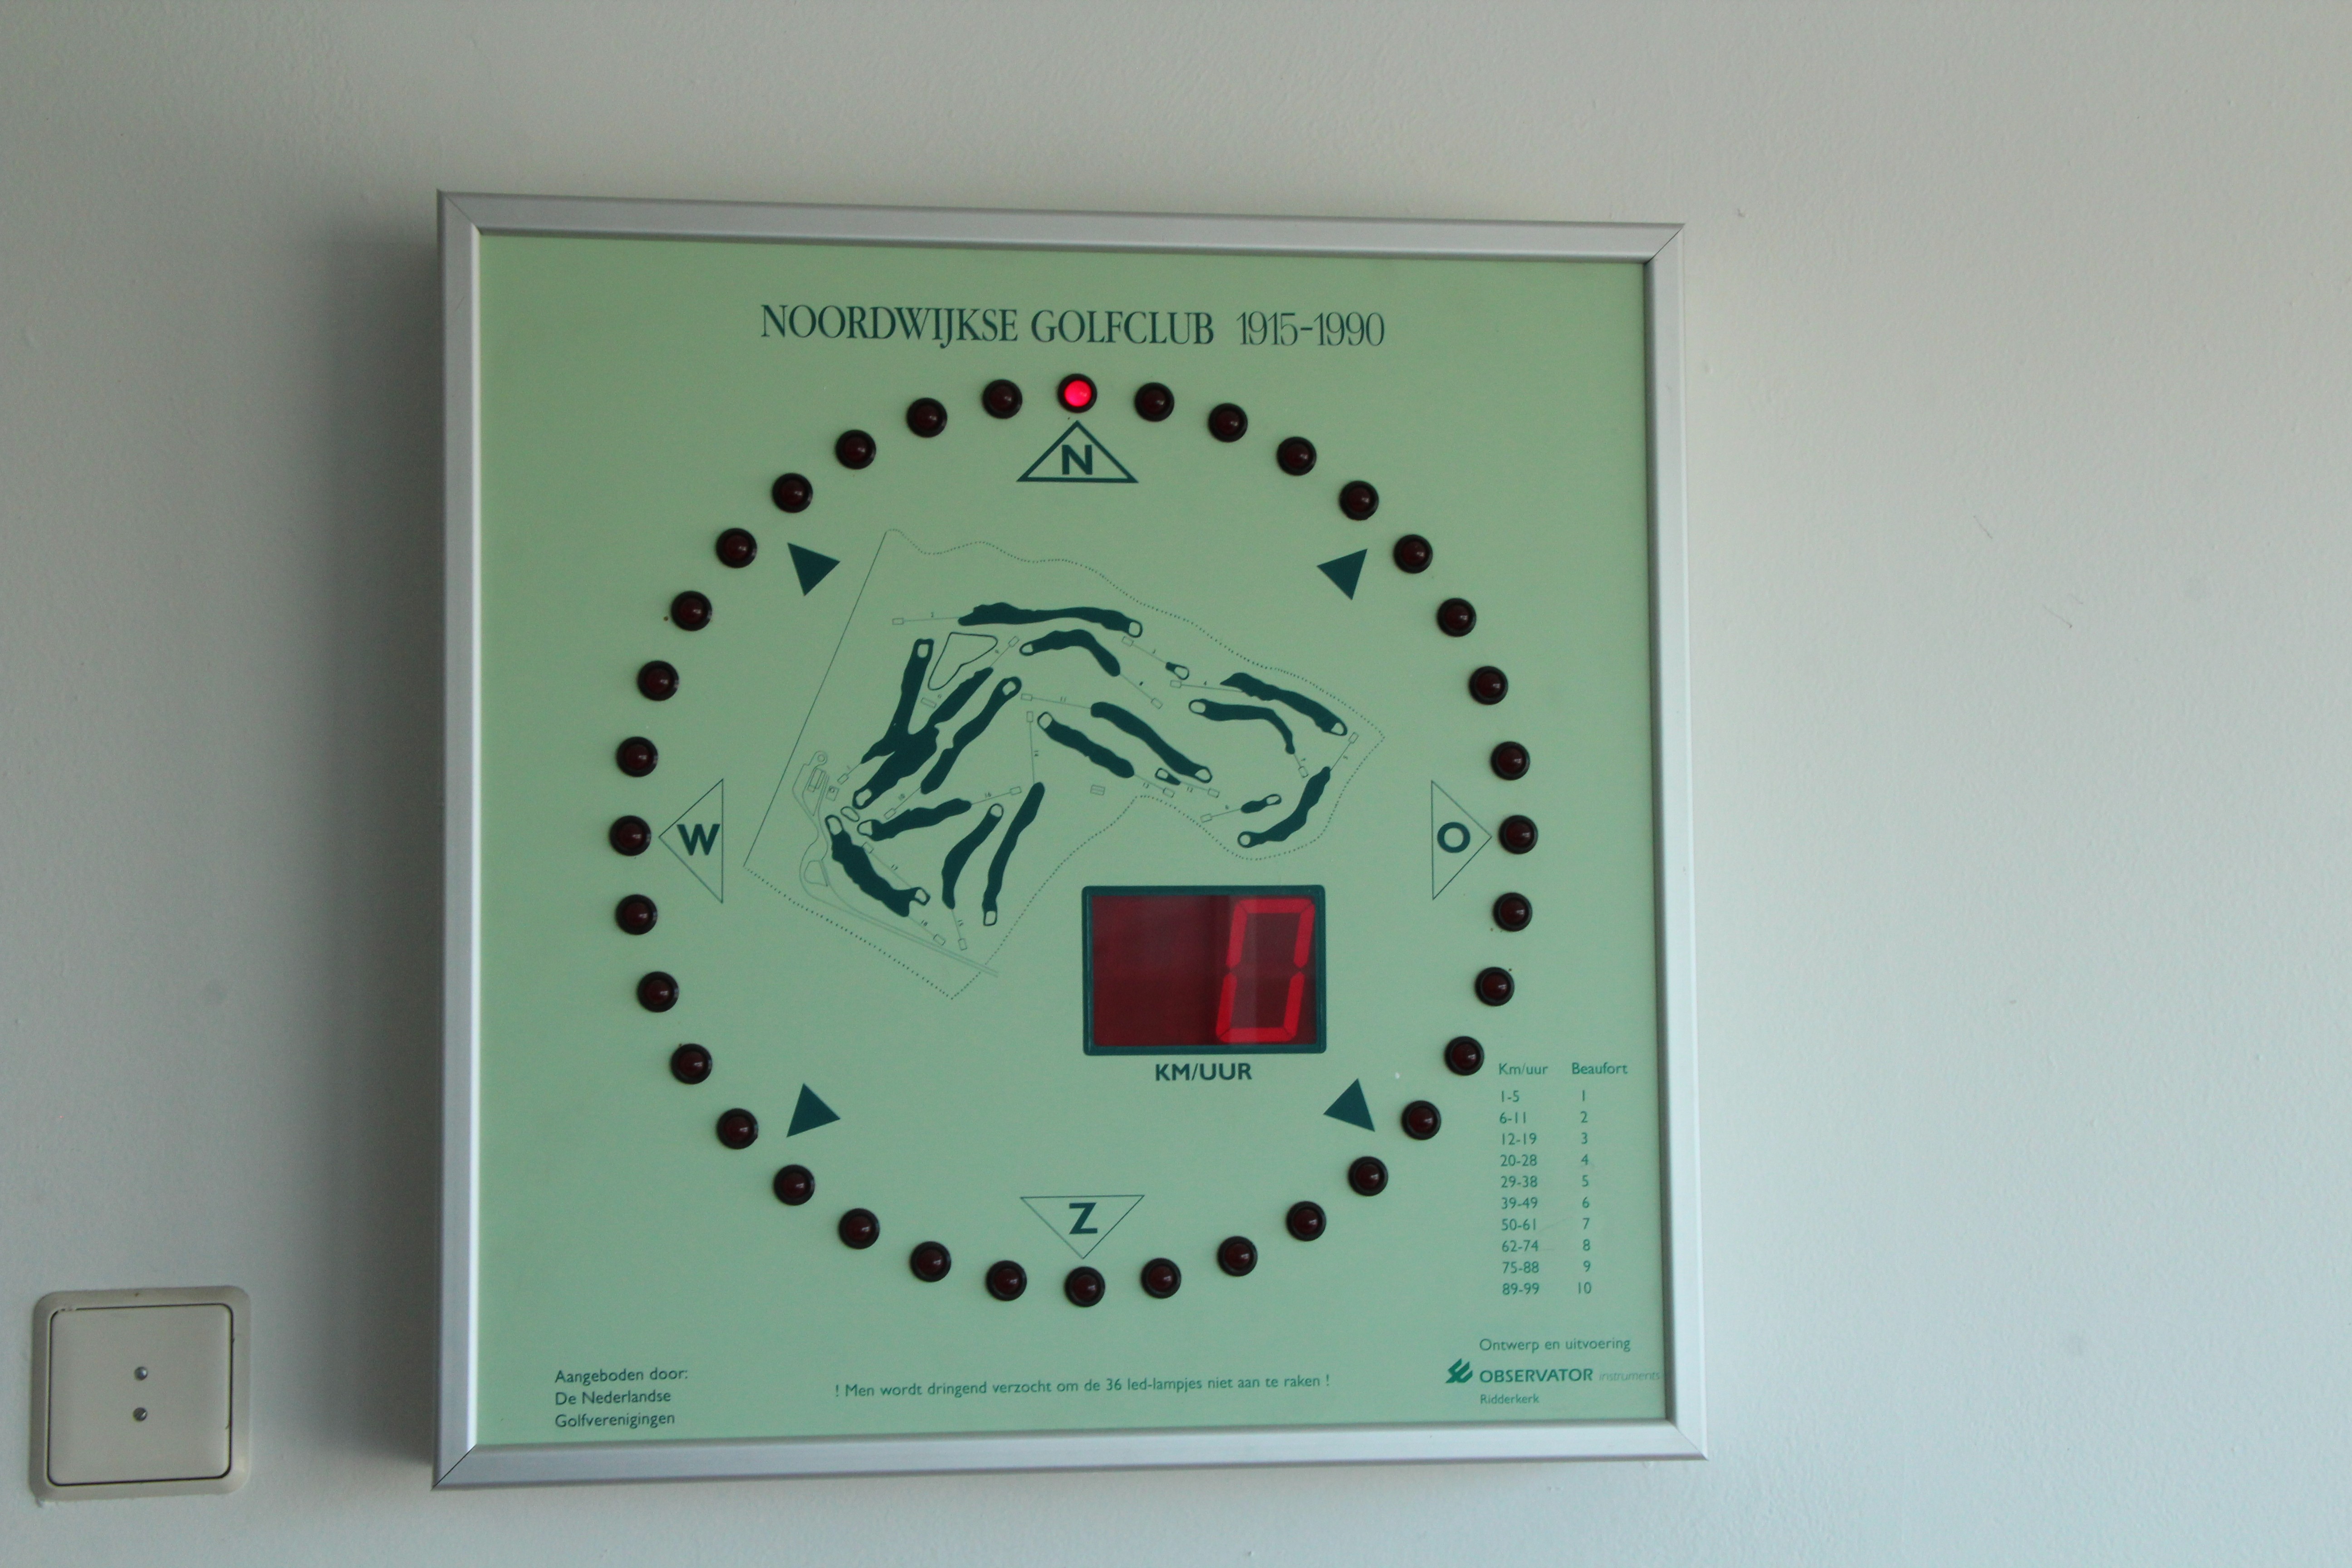 NOORDWIJKSE GOLFCLUB 1915-1990
N
W
O
0
KM/UUR
Z
Km/uur Beaufort
1-5 1
6-11 2
12-19 3
20-28 4
29-38 5
39-49 6
50-61 7
62-74 8
75-88 9
89-99 10
Aangeboden door:
De Nederlandse
Golfverenigingen
! Men wordt dringend verzocht om de 36 led-lampjes niet aan te raken !
Ontwerp en uitvoering
OBSERVATOR instruments
Ridderkerk